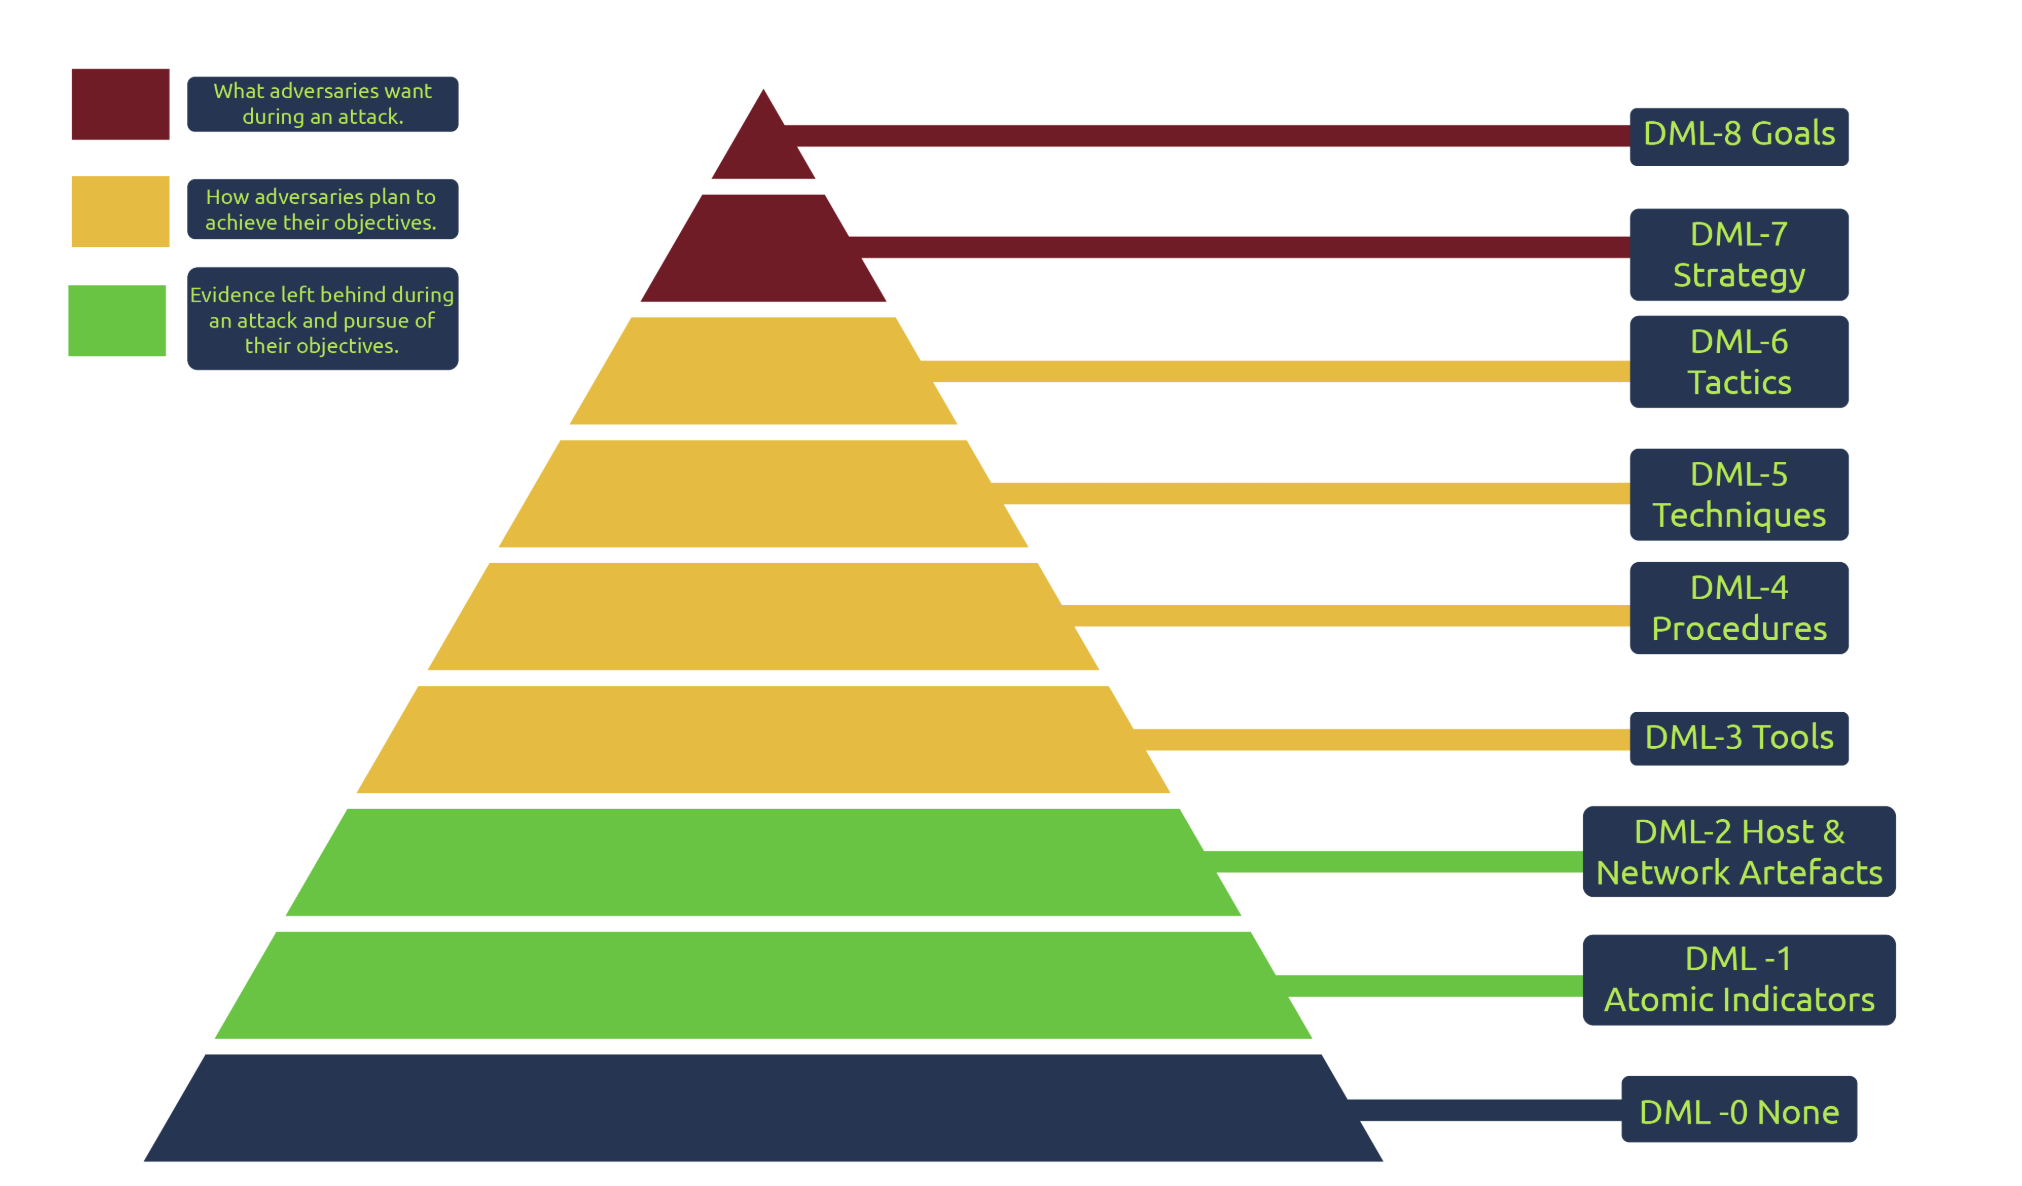 What adversaries want
during an attack.
How adversaries plan to
achieve their objectives.
Evidence left behind during
an attack and pursue of
their objectives.
DML-8 Goals
DML-7
Strategy
DML-6
Tactics
DML-5
Techniques
DML-4
Procedures
DML-3 Tools
DML-2 Host &
Network Artefacts
DML -1
Atomic Indicators
DML -0 None